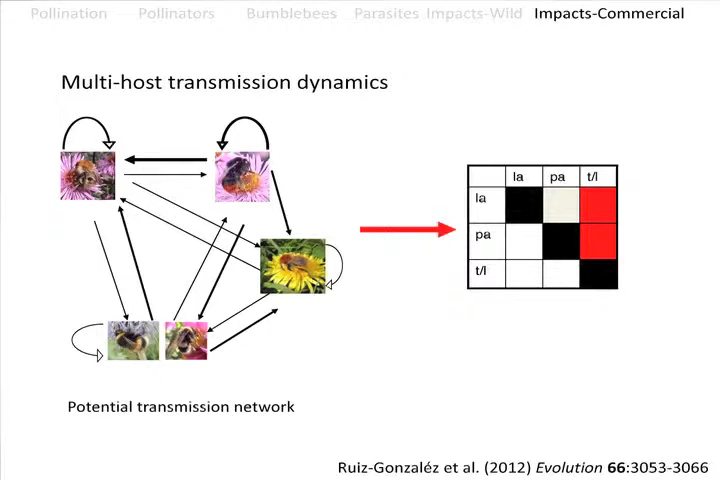 Pollination Pollinators Bumblebees Parasites Impacts-Wild Impacts-Commercial
Multi-host transmission dynamics
la pa t/l
la
pa
t/l
Potential transmission network
Ruiz-Gonzaléz et al. (2012) Evolution 66:3053-3066